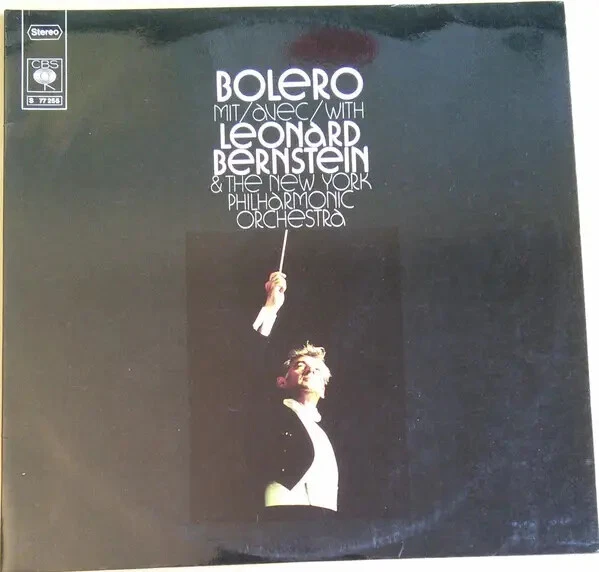 Stereo
CBS
S 77 256
BOLERO
MIT/AVEC/WITH
LEONARD
BERNSTEIN
& THE NEW YORK
PHILHARMONIC
ORCHESTRA